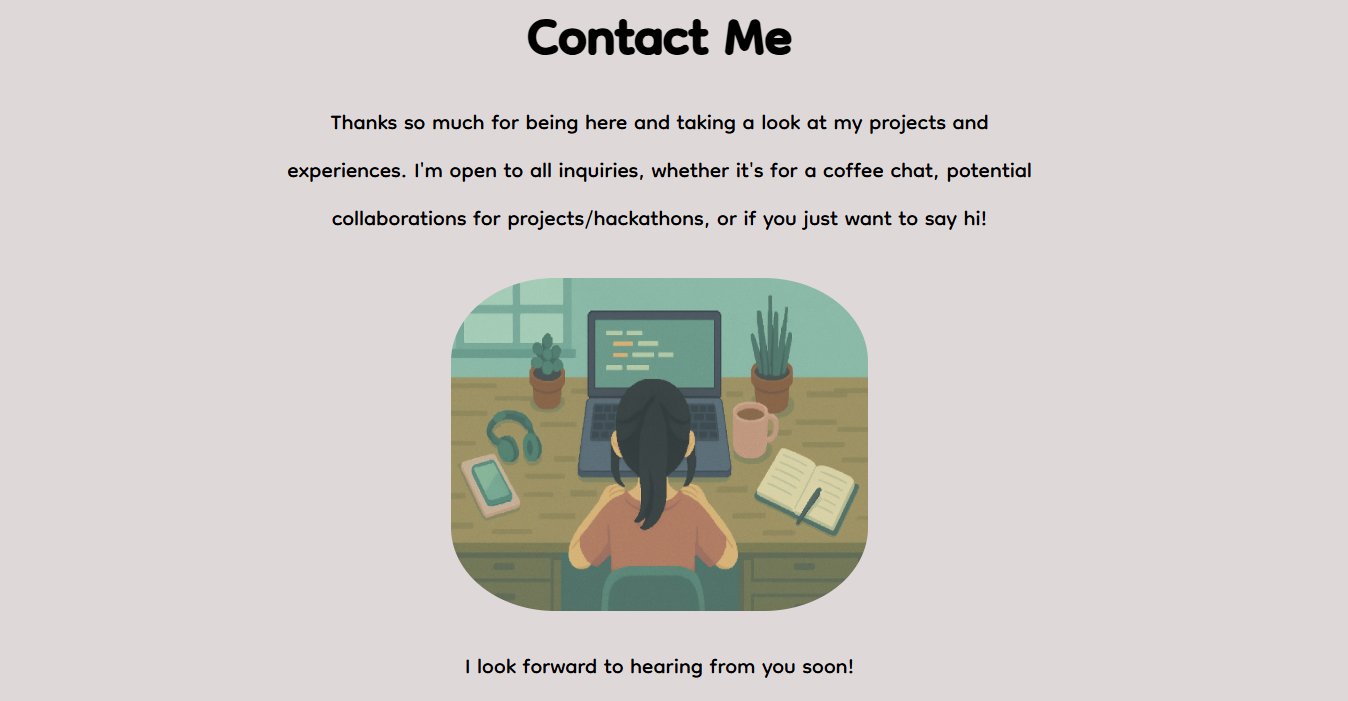 Contact Me
Thanks so much for being here and taking a look at my projects and
experiences. I'm open to all inquiries, whether it's for a coffee chat, potential
collaborations for projects/hackathons, or if you just want to say hi!
I look forward to hearing from you soon!